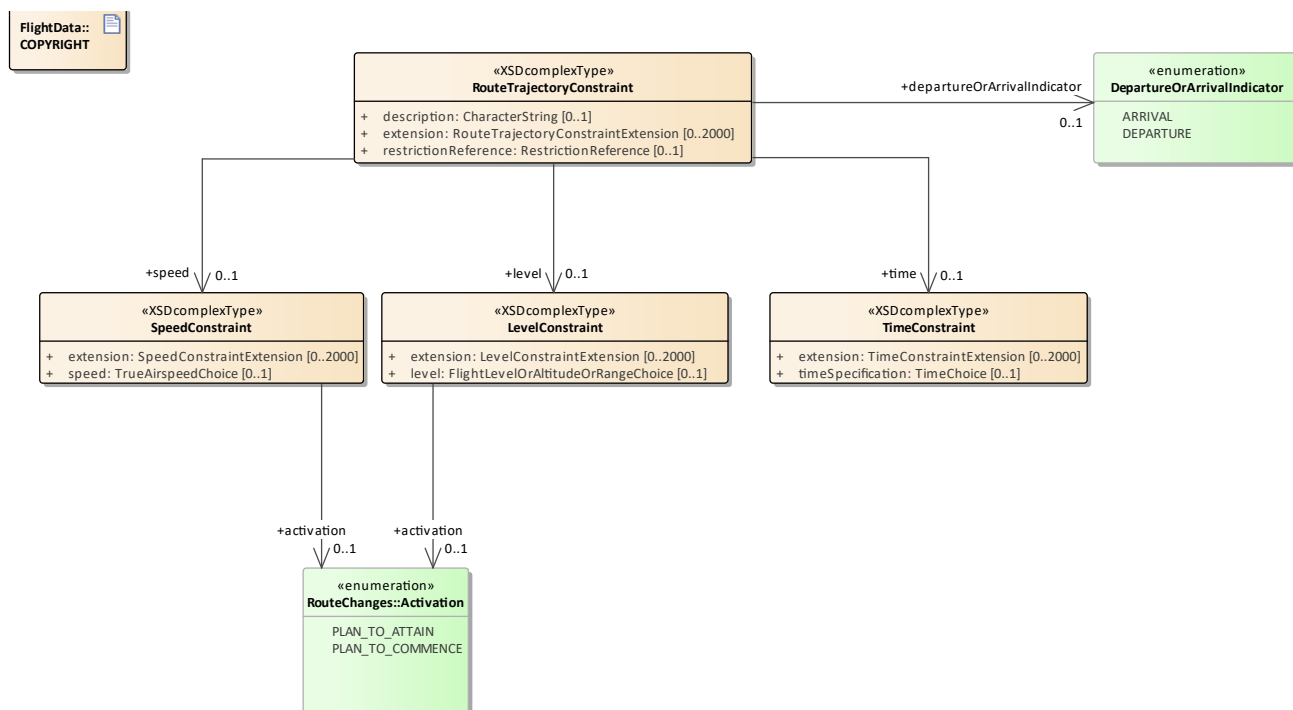 FlightData::
COPYRIGHT
«XSDcomplexType»
RouteTrajectoryConstraint
+ description: CharacterString [0..1]
+ extension: RouteTrajectoryConstraintExtension [0..2000]
+ restrictionReference: RestrictionReference [0..1]
+departureOrArrivalIndicator
0..1
«enumeration»
DepartureOrArrivalIndicator
ARRIVAL
DEPARTURE
+speed 0..1
+level 0..1
+time 0..1
«XSDcomplexType»
SpeedConstraint
+ extension: SpeedConstraintExtension [0..2000]
+ speed: TrueAirspeedChoice [0..1]
«XSDcomplexType»
LevelConstraint
+ extension: LevelConstraintExtension [0..2000]
+ level: FlightLevelOrAltitudeOrRangeChoice [0..1]
«XSDcomplexType»
TimeConstraint
+ extension: TimeConstraintExtension [0..2000]
+ timeSpecification: TimeChoice [0..1]
+activation
0..1
+activation
0..1
«enumeration»
RouteChanges::Activation
PLAN_TO_ATTAIN
PLAN_TO_COMMENCE